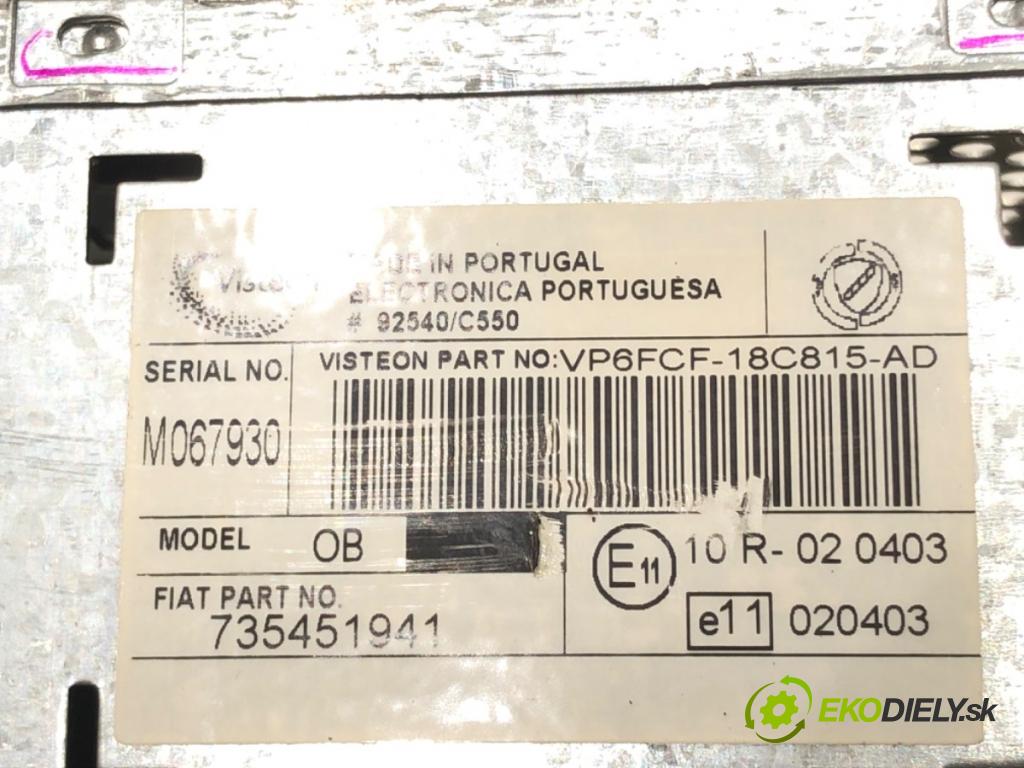 IN PORTUGAL
ELECTRONICA PORTUGUESA
# 92540/C550
SERIAL NO.
VISTEON PART NO: VP6FCF-18C815-AD
M067930
MODEL OB
E11 10 R- 02 0403
FIAT PART NO.
735451941
e11 020403
EKODIELY.sk